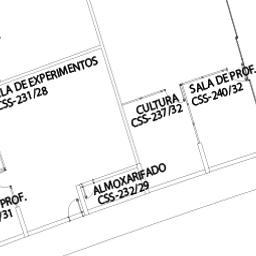 LA DE EXPERIMENTOS
CSS-231/28
CULTURA
CSS-237/32
SALA DE PROF.
CSS-240/32
ALMOXARIFADO
CSS-232/29
PROF.
/31